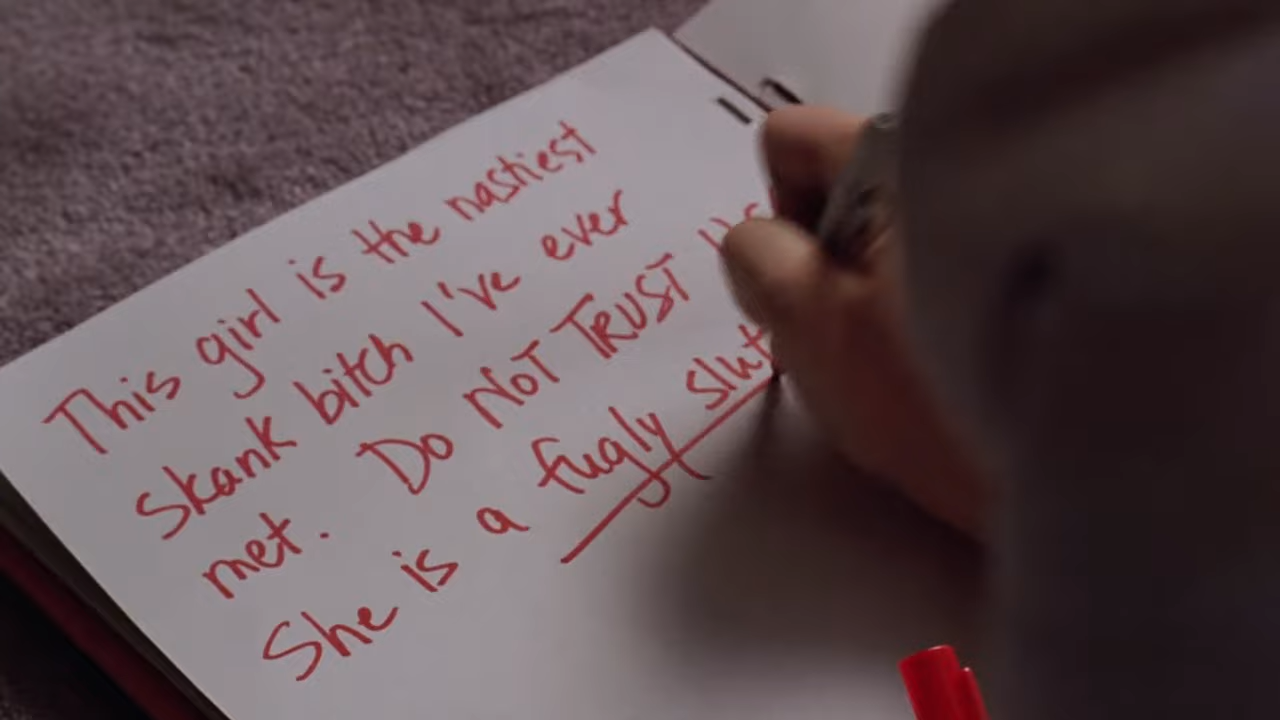 This girl is the nastiest
skank bitch I've ever
met. Do NOT TRUST
She is a fugly slut